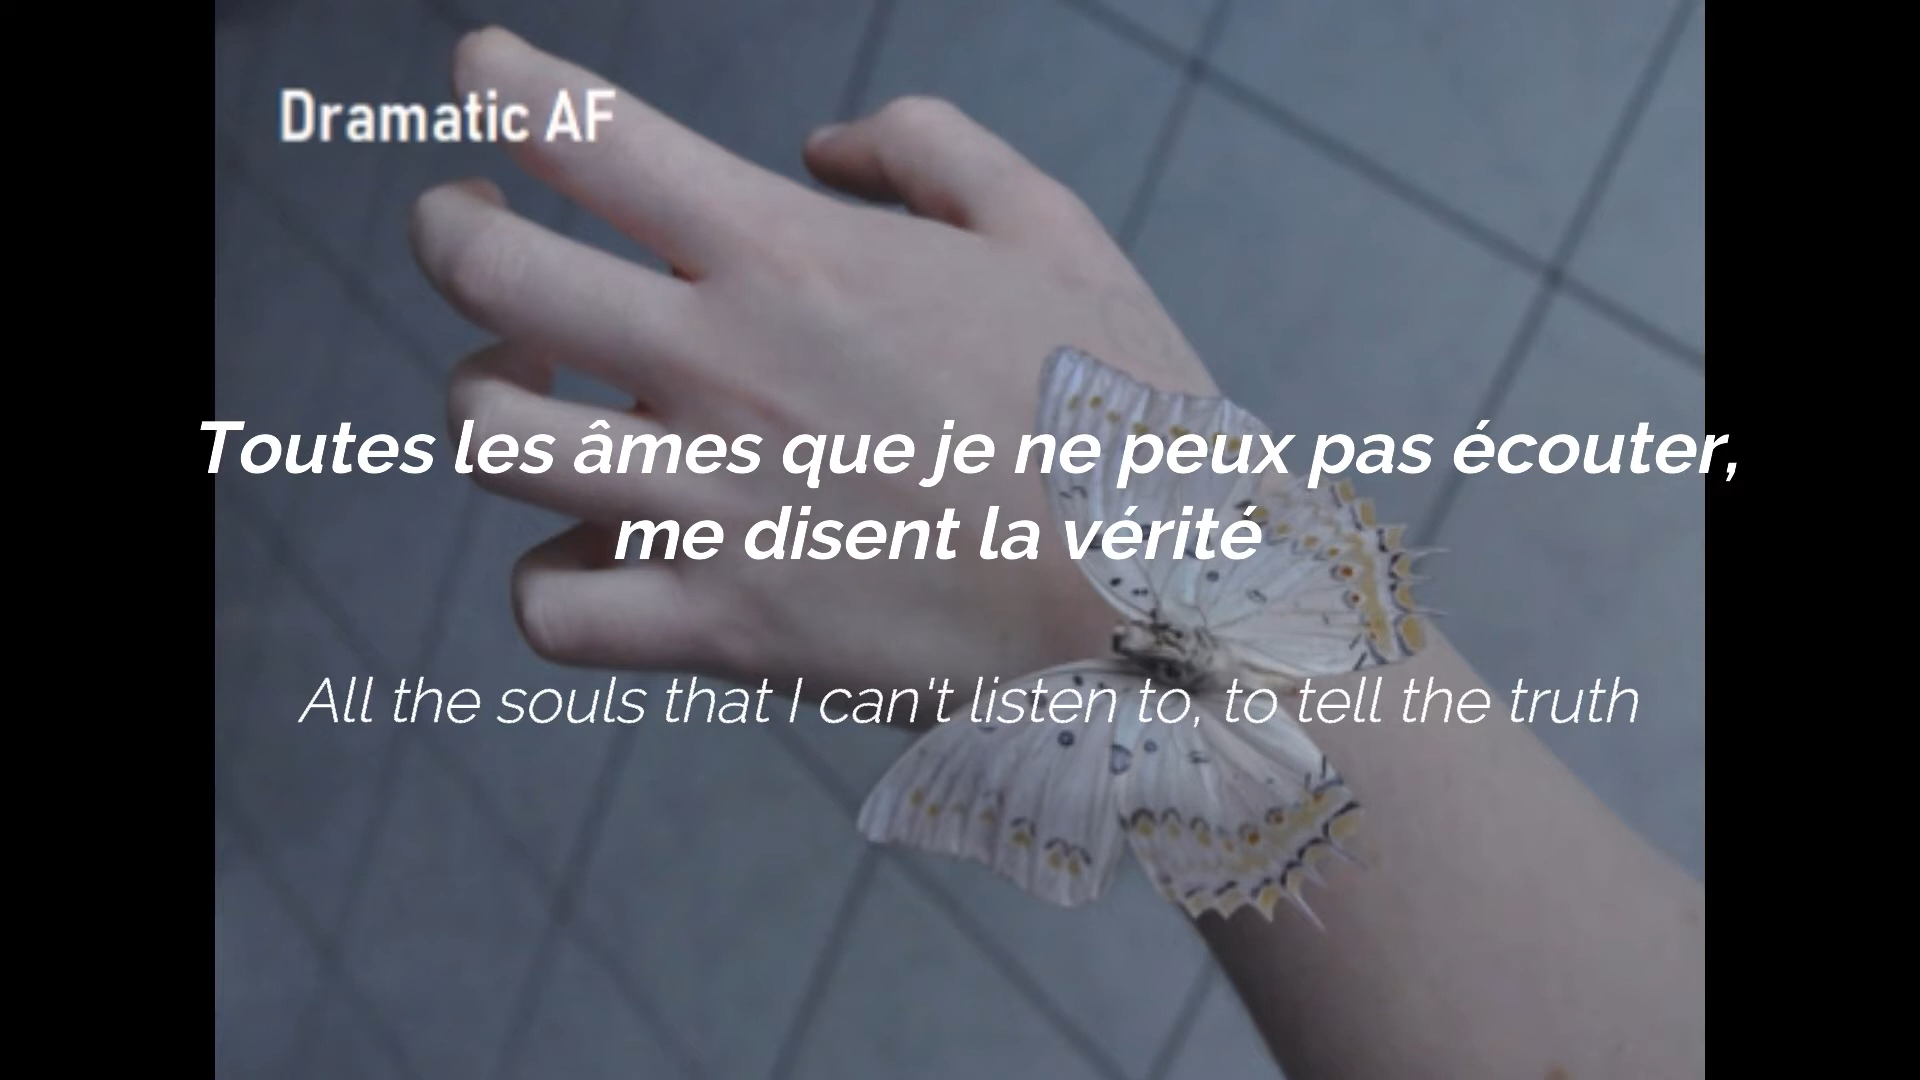 Dramatic AF
Toutes les âmes que je ne peux pas écouter,
me disent la vérité
All the souls that I can't listen to, to tell the truth